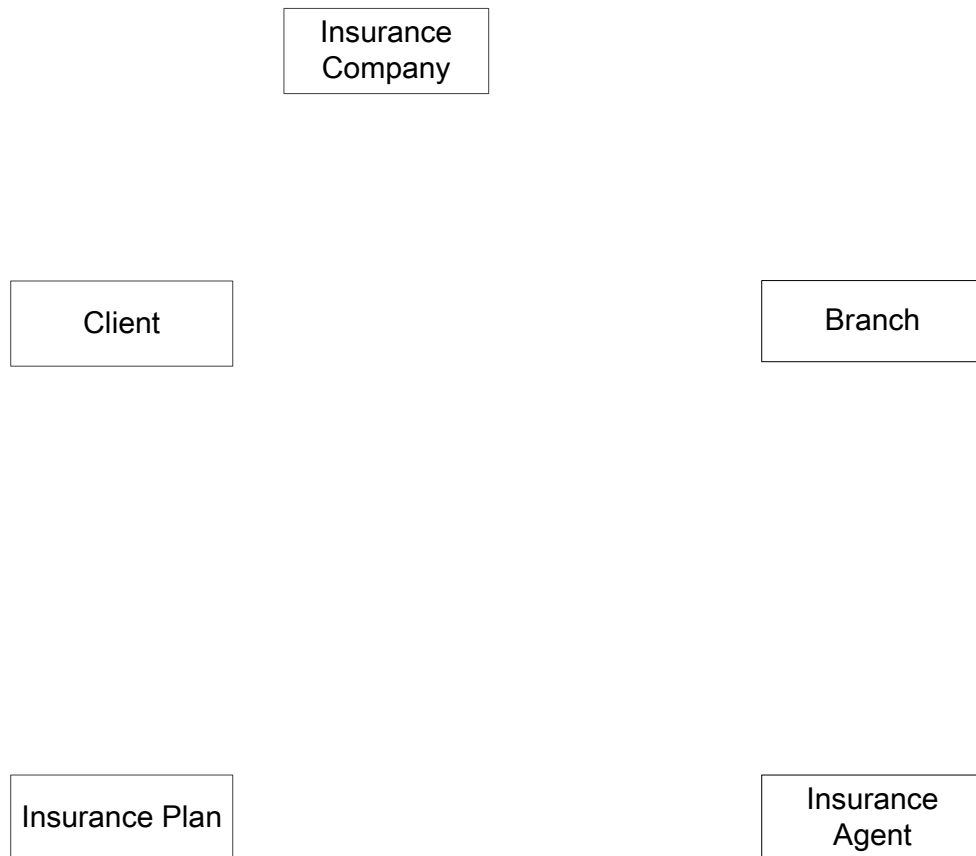 Insurance
Company
Client
Branch
Insurance Plan
Insurance
Agent